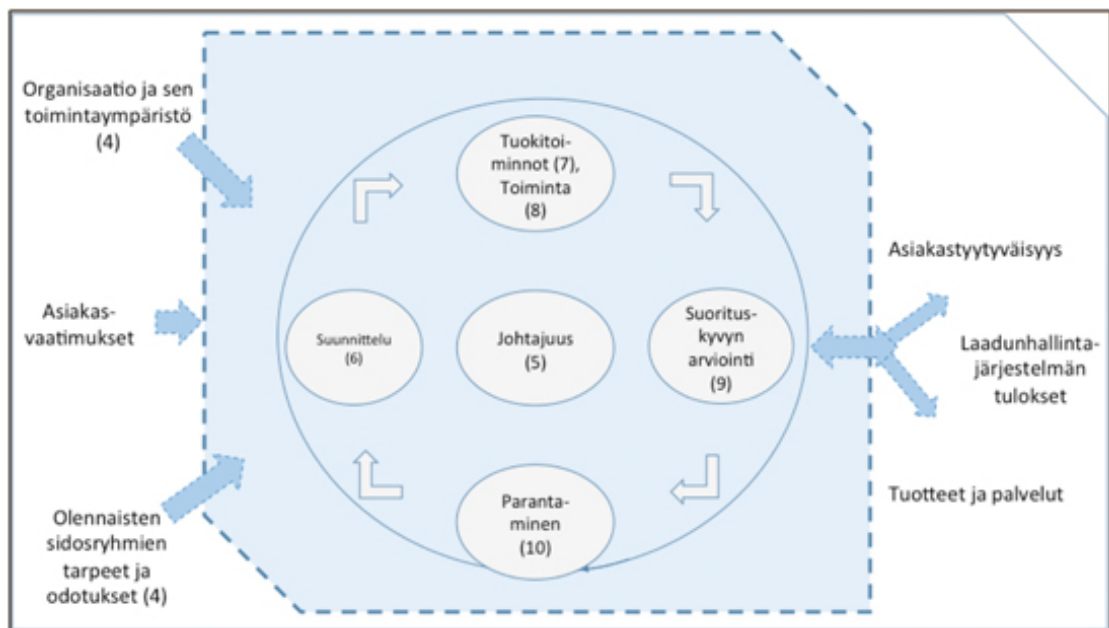 Organisaatio ja sen
toimintaympäristö
(4)
Asiakas-
vaatimukset
Olennaisten
sidosryhmien
tarpeet ja
odotukset (4)
Tuokitoi-
minnot (7),
Toiminta
(8)
Suunnittelu
(6)
Johtajuus
(5)
Suoritus-
kyvyn
arviointi
(9)
Paranta-
minen
(10)
Asiakastyytyväisyys
Laadunhallinta-
järjestelmän
tulokset
Tuotteet ja palvelut